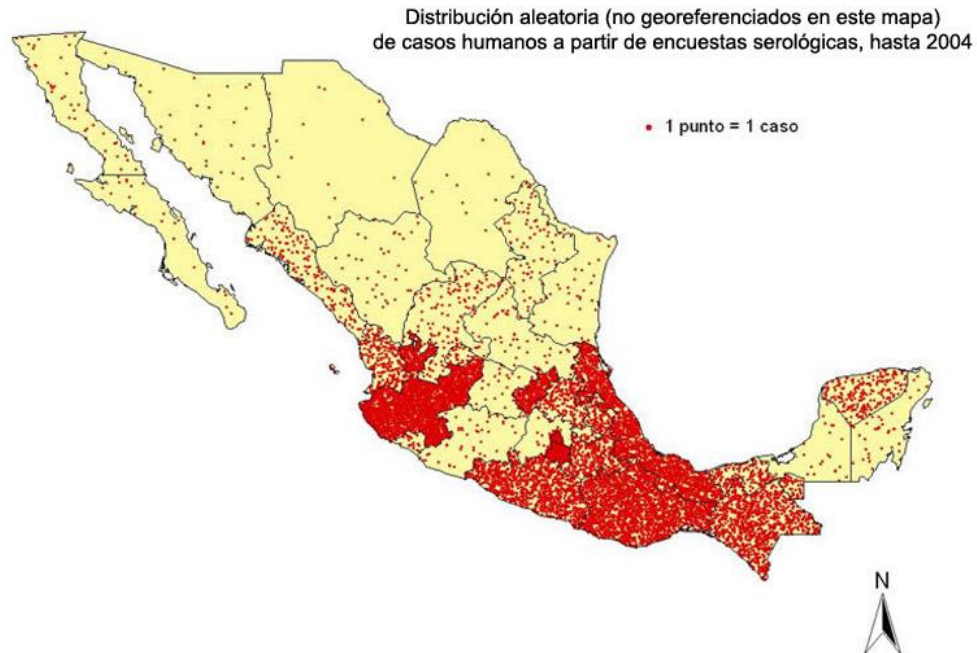 Distribución aleatoria (no georeferenciados en este mapa)
de casos humanos a partir de encuestas serológicas, hasta 2004
1 punto = 1 caso
N